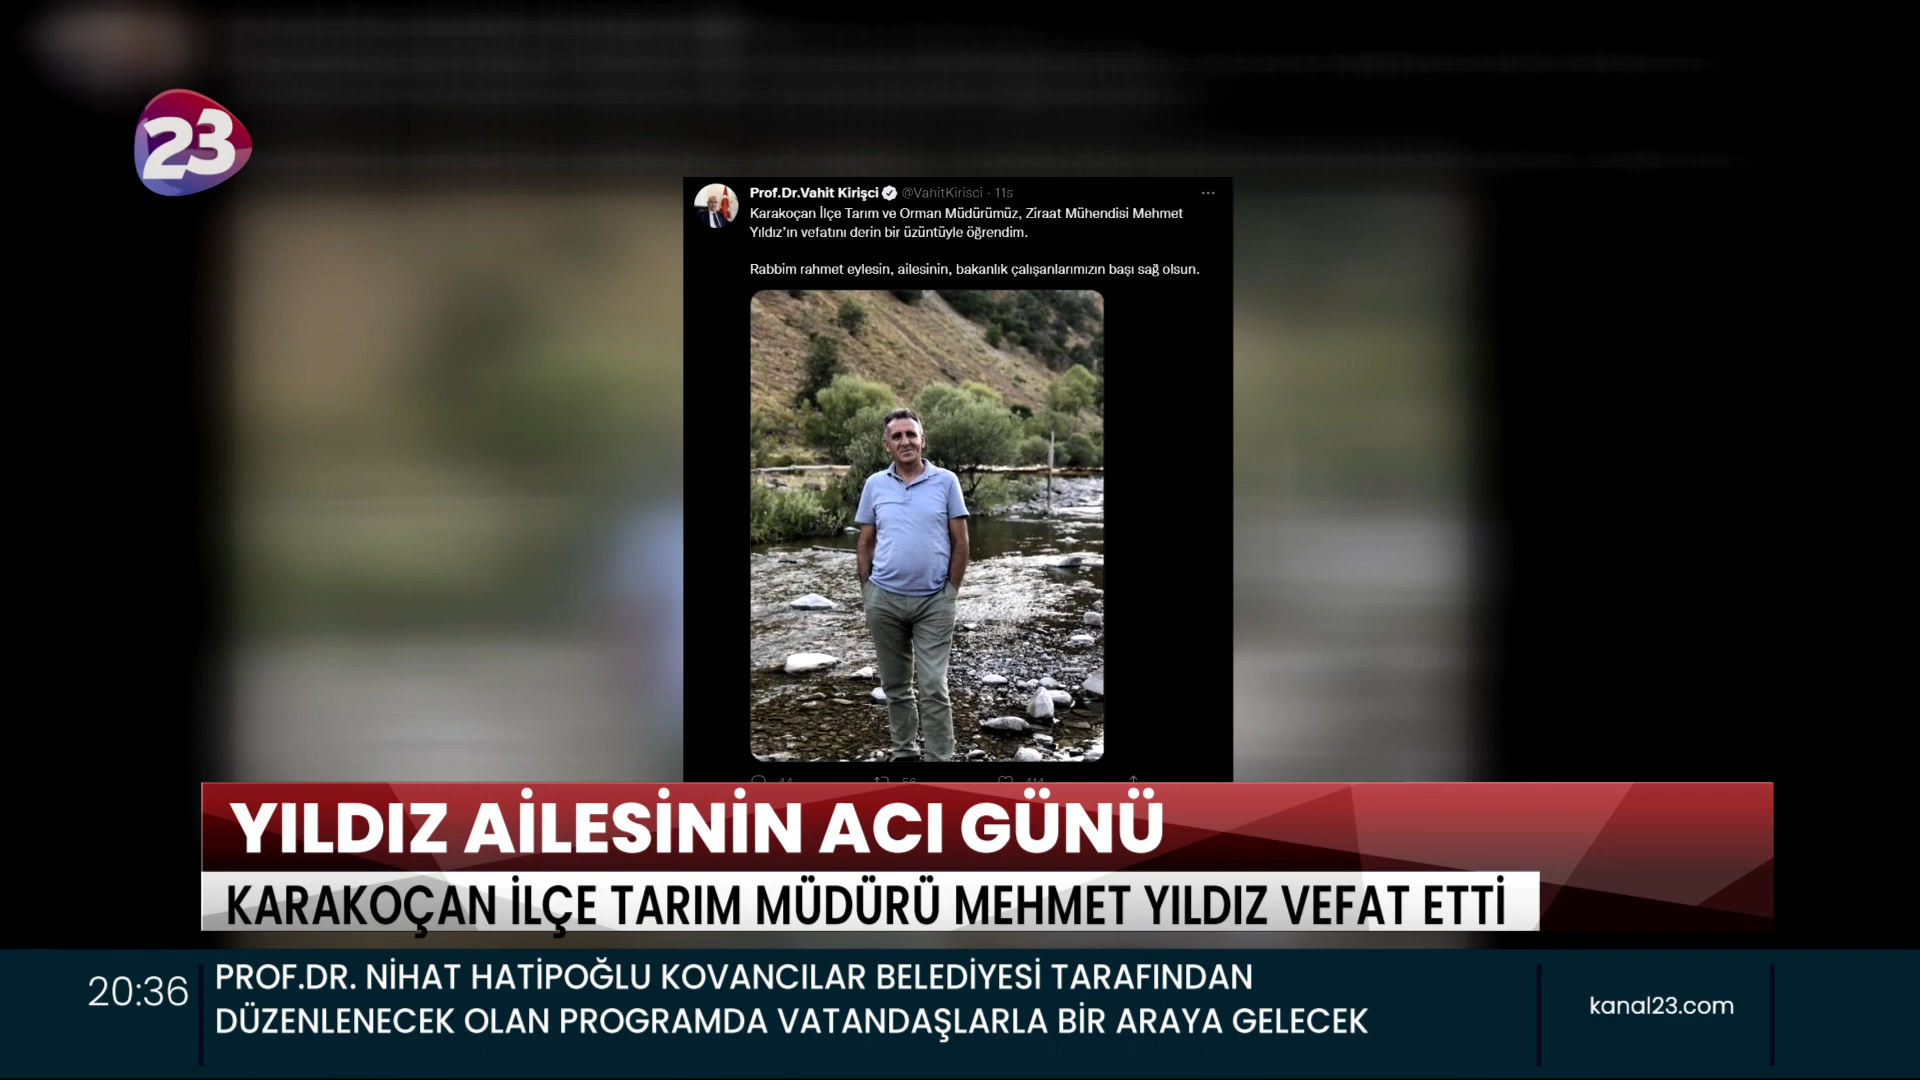 23
Prof.Dr.Vahit Kirişci @VahitKirisci · 11s
Karakoçan İlçe Tarım ve Orman Müdürümüz, Ziraat Mühendisi Mehmet
Yıldız'ın vefatını derin bir üzüntüyle öğrendim.
Rabbim rahmet eylesin, ailesinin, bakanlık çalışanlarımızın başı sağ olsun.
44 56 414
YILDIZ AİLESİNİN ACI GÜNÜ
KARAKOÇAN İLÇE TARIM MÜDÜRÜ MEHMET YILDIZ VEFAT ETTİ
20:36
PROF.DR. NİHAT HATİPOĞLU KOVANCILAR BELEDİYESİ TARAFINDAN
DÜZENLENECEK OLAN PROGRAMDA VATANDAŞLARLA BİR ARAYA GELECEK
kanal23.com